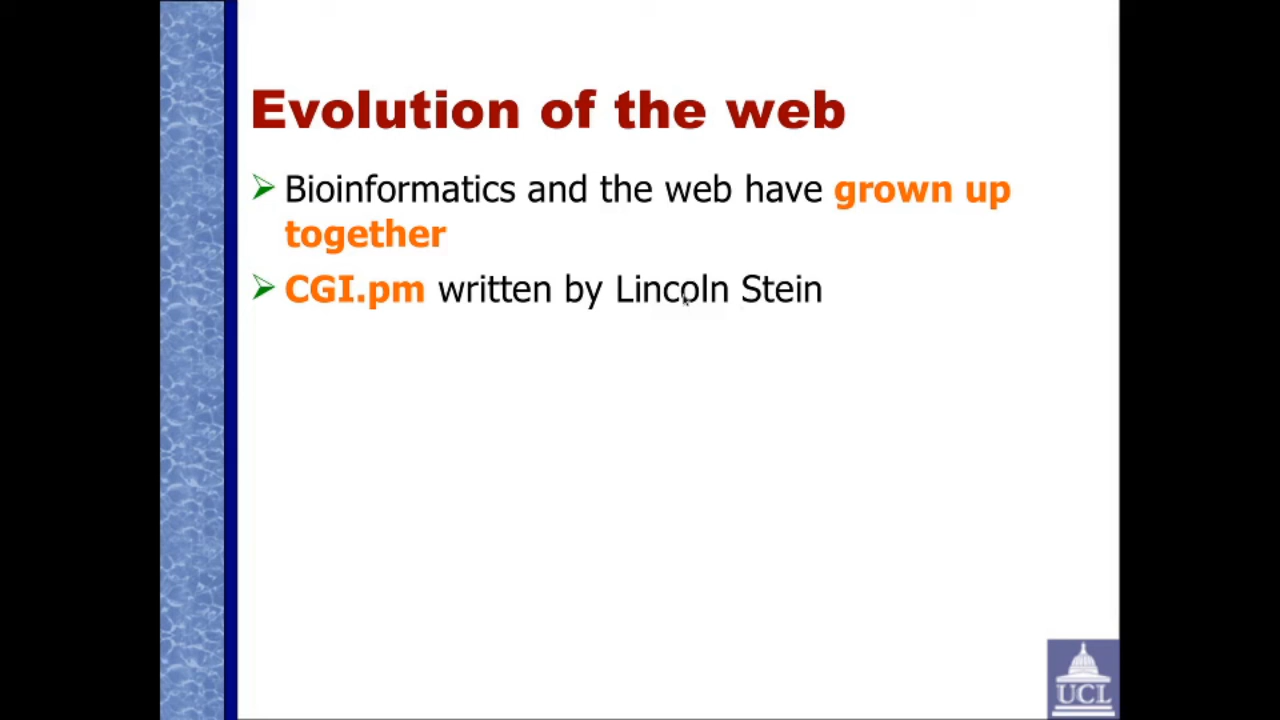 Evolution of the web
Bioinformatics and the web have grown up
together
CGI.pm written by Lincoln Stein
UCL